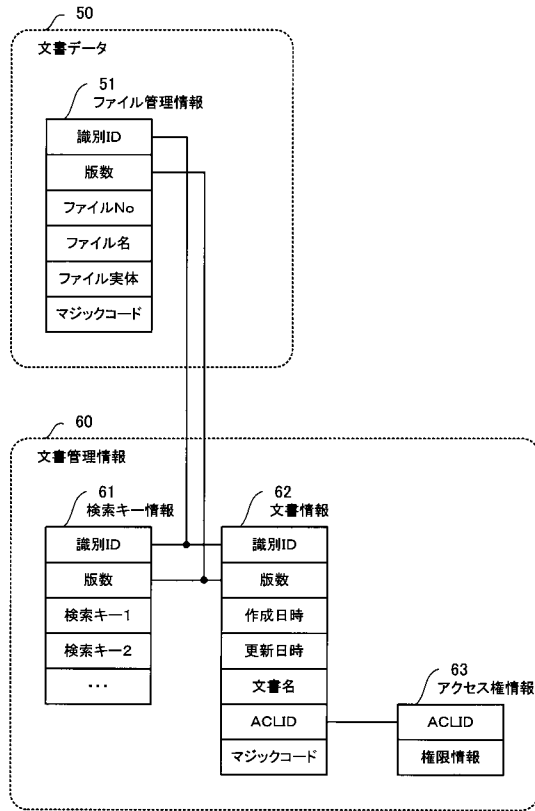 50
文書データ
51
ファイル管理情報
識別ID
版数
ファイルNo
ファイル名
ファイル実体
マジックコード
60
文書管理情報
61
検索キー情報
識別ID
版数
検索キー1
検索キー2
・・・
62
文書情報
識別ID
版数
作成日時
更新日時
文書名
ACLID
マジックコード
63
アクセス権情報
ACLID
権限情報